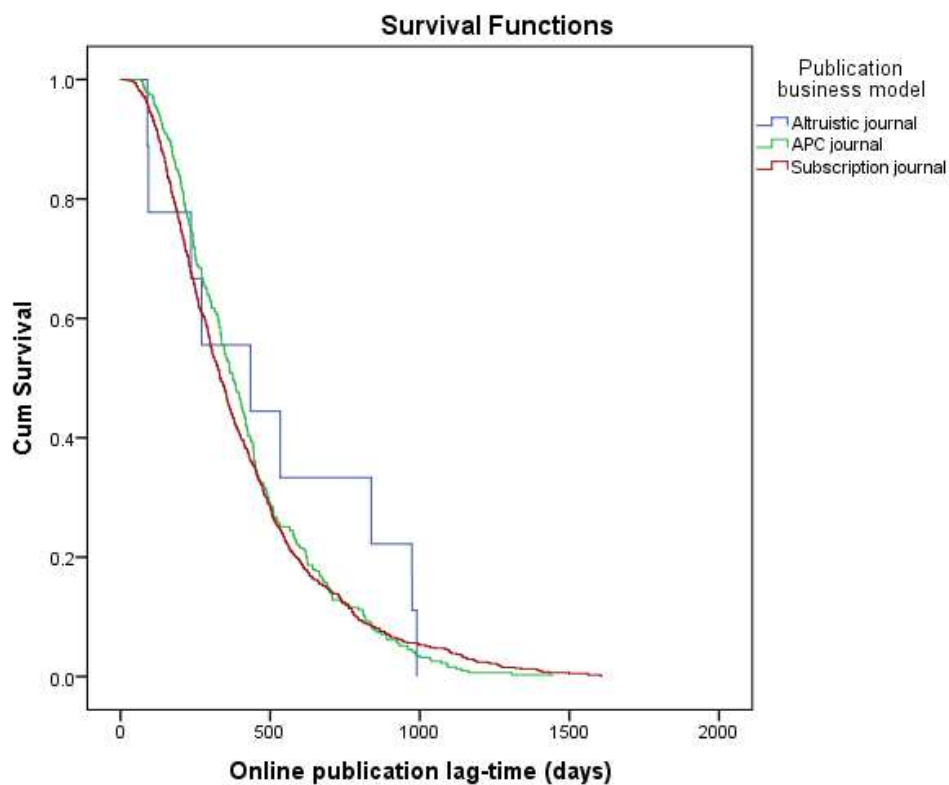 Survival Functions
Publication
business model
Altruistic journal
APC journal
Subscription journal
Cum Survival
1.0
0.8
0.6
0.4
0.2
0.0
0
500
1000
1500
2000
Online publication lag-time (days)